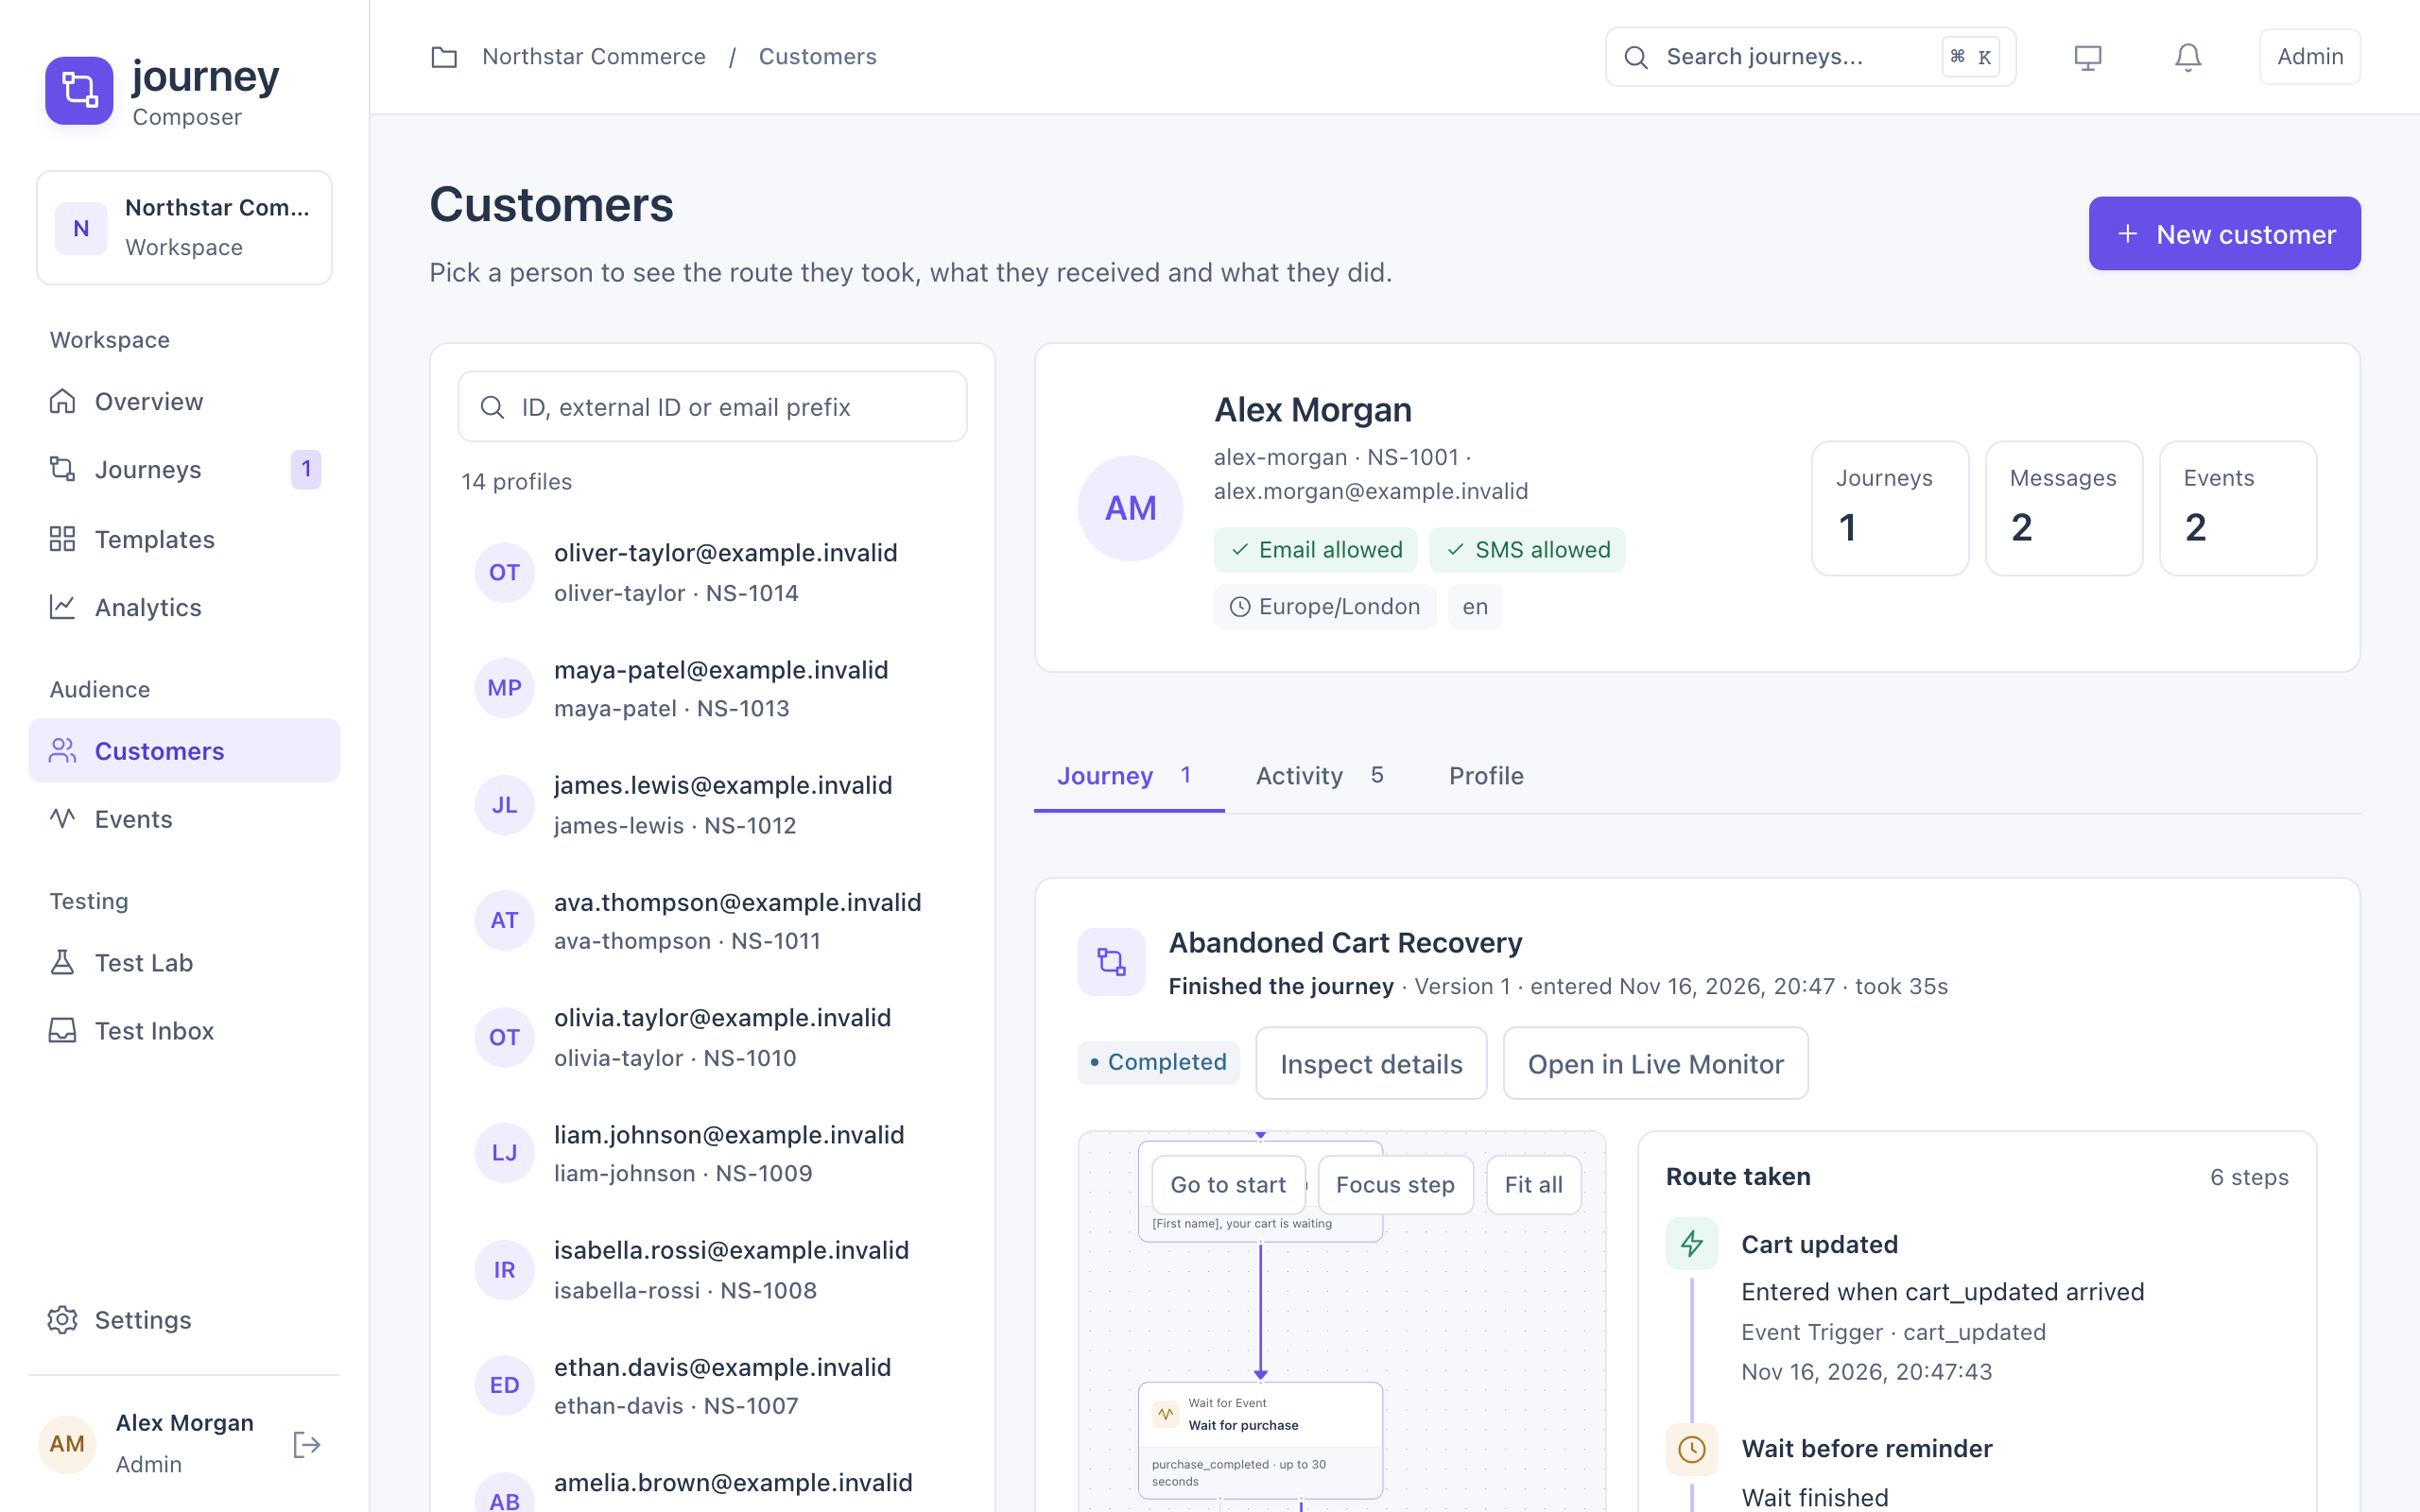 journey
Composer
N
Northstar Com...
Workspace
Workspace
Overview
Journeys 1
Templates
Analytics
Audience
Customers
Events
Testing
Test Lab
Test Inbox
Settings
AM
Alex Morgan
Admin
Northstar Commerce / Customers
Search journeys... ⌘ K
Admin
Customers
Pick a person to see the route they took, what they received and what they did.
+ New customer
ID, external ID or email prefix
14 profiles
OT
oliver-taylor@example.invalid
oliver-taylor · NS-1014
MP
maya-patel@example.invalid
maya-patel · NS-1013
JL
james.lewis@example.invalid
james-lewis · NS-1012
AT
ava.thompson@example.invalid
ava-thompson · NS-1011
OT
olivia.taylor@example.invalid
olivia-taylor · NS-1010
LJ
liam.johnson@example.invalid
liam-johnson · NS-1009
IR
isabella.rossi@example.invalid
isabella-rossi · NS-1008
ED
ethan.davis@example.invalid
ethan-davis · NS-1007
AB
amelia.brown@example.invalid
AM
Alex Morgan
alex-morgan · NS-1001 ·
alex.morgan@example.invalid
Email allowed
SMS allowed
Europe/London
en
Journeys
1
Messages
2
Events
2
Journey 1
Activity 5
Profile
Abandoned Cart Recovery
Finished the journey · Version 1 · entered Nov 16, 2026, 20:47 · took 35s
• Completed
Inspect details
Open in Live Monitor
Go to start
Focus step
Fit all
[First name], your cart is waiting
Wait for Event
Wait for purchase
purchase_completed · up to 30
seconds
Route taken
6 steps
Cart updated
Entered when cart_updated arrived
Event Trigger · cart_updated
Nov 16, 2026, 20:47:43
Wait before reminder
Wait finished